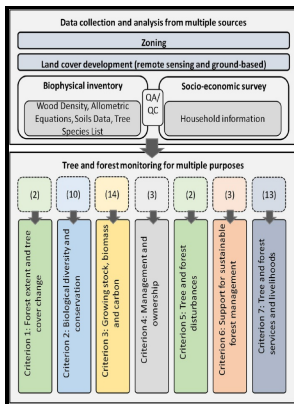 Data collection and analysis from multiple sources
Zoning
Land cover development (remote sensing and ground-based)
Biophysical inventory
Wood Density, Allometric
Equations, Soils Data, Tree
Species List
QA/
QC
Socio-economic survey
Household information
Tree and forest monitoring for multiple purposes
(2)
(10)
(14)
(3)
(2)
(3)
(13)
Criterion 1: Forest extent and tree
cover change
Criterion 2: Biological diversity and
conservation
Criterion 3: Growing stock, biomass
and carbon
Criterion 4: Management and
ownership
Criterion 5: Tree and forest
disturbances
Criterion 6: Support for sustainable
forest management
Criterion 7: Tree and forest
services and livelihoods